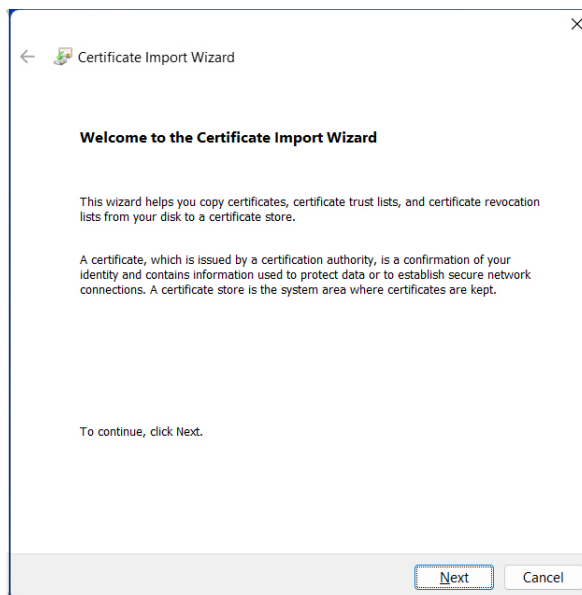 Certificate Import Wizard
Welcome to the Certificate Import Wizard
This wizard helps you copy certificates, certificate trust lists, and certificate revocation
lists from your disk to a certificate store.
A certificate, which is issued by a certification authority, is a confirmation of your
identity and contains information used to protect data or to establish secure network
connections. A certificate store is the system area where certificates are kept.
To continue, click Next.
Next Cancel